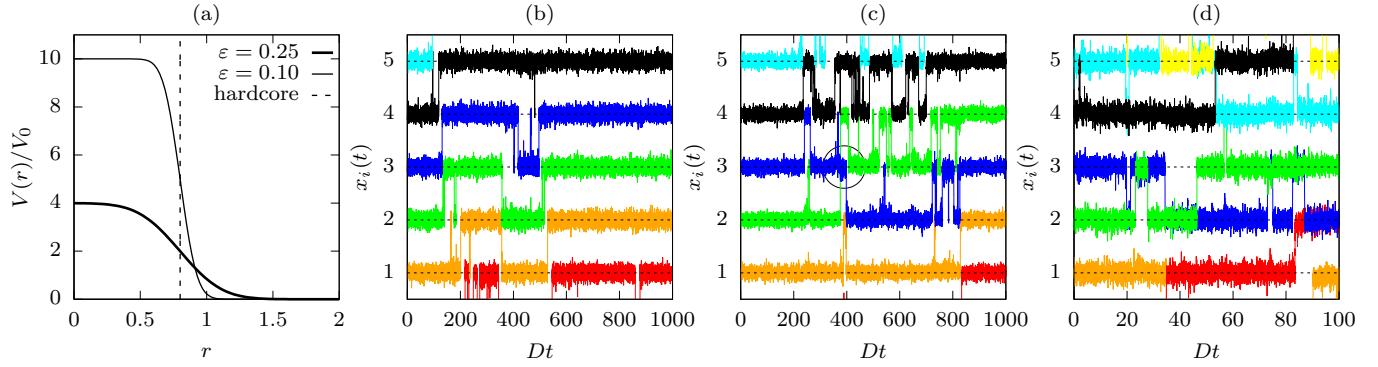 (a)
V(r)/V₀
10
8
6
4
2
0
ε = 0.25
ε = 0.10
hardcore
0 0.5 1 1.5 2
r
(b)
xᵢ(t)
5
4
3
2
1
0 200 400 600 800 1000
Dt
(c)
xᵢ(t)
5
4
3
2
1
0 200 400 600 800 1000
Dt
(d)
xᵢ(t)
5
4
3
2
1
0 20 40 60 80 100
Dt